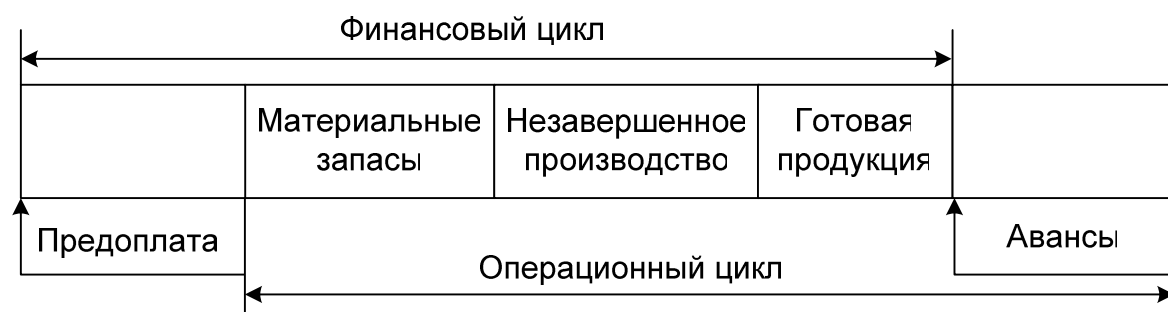 Финансовый цикл
Материальные
запасы
Незавершенное
производство
Готовая
продукция
Предоплата
Авансы
Операционный цикл